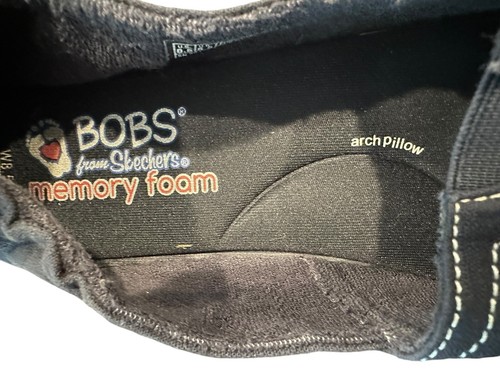 BOBS®
from Skechers®
memory foam
arch pillow